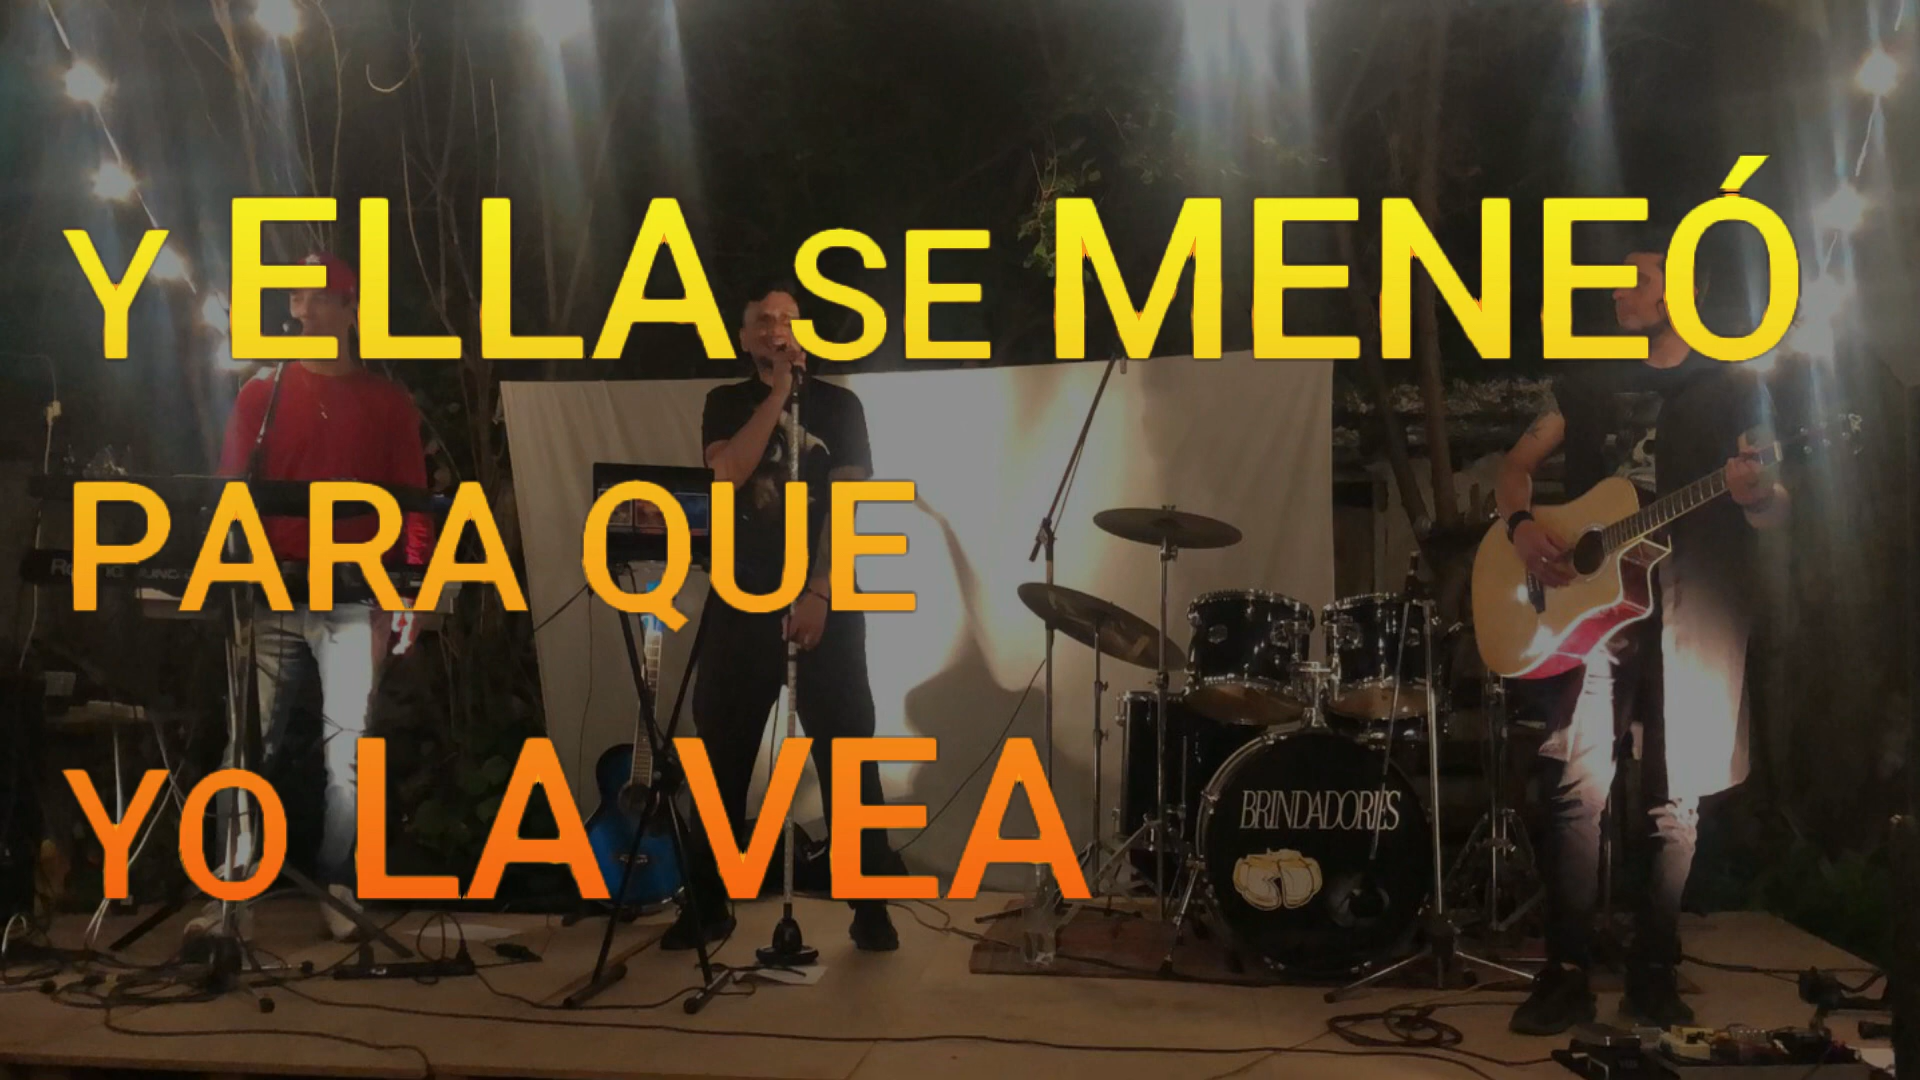 Y ELLA SE MENEÓ
PARA QUE
YO LA VEA
BRINDADORES